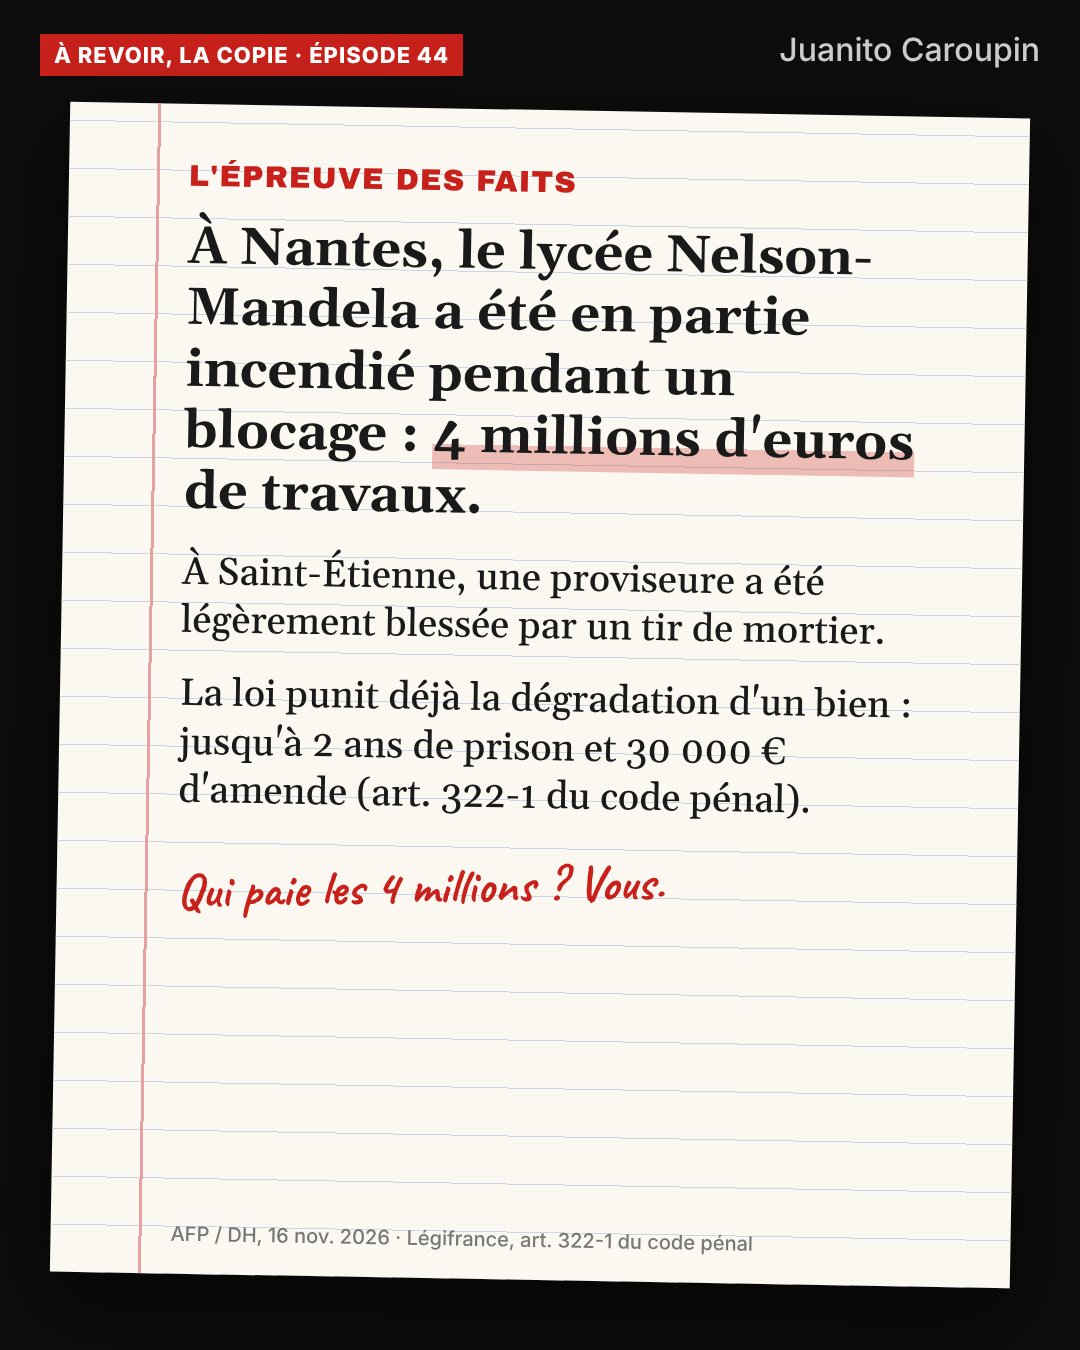 À REVOIR, LA COPIE · ÉPISODE 44
Juanito Caroupin
L'ÉPREUVE DES FAITS
À Nantes, le lycée Nelson-
Mandela a été en partie
incendié pendant un
blocage : 4 millions d'euros
de travaux.
À Saint-Étienne, une proviseure a été
légèrement blessée par un tir de mortier.
La loi punit déjà la dégradation d'un bien :
jusqu'à 2 ans de prison et 30 000 €
d'amende (art. 322-1 du code pénal).
Qui paie les 4 millions ? Vous.
AFP / DH, 16 nov. 2026 · Légifrance, art. 322-1 du code pénal